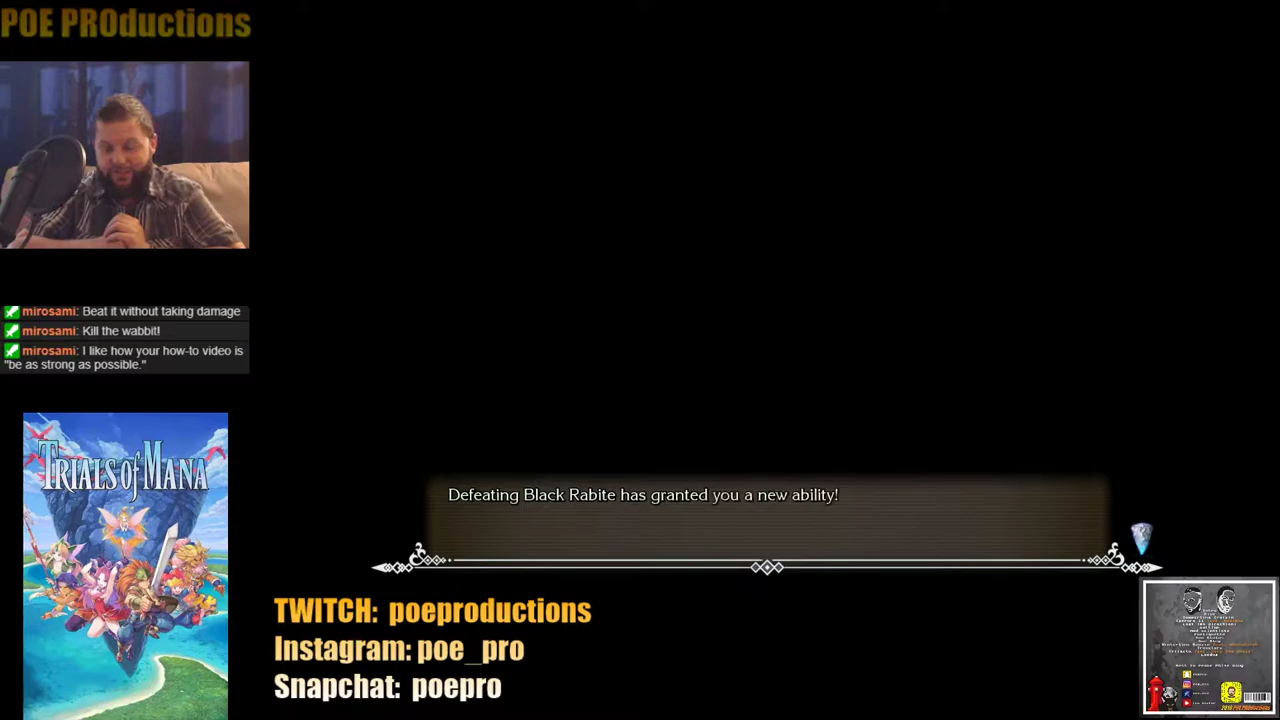 POE PROductions
mirosami: Beat it without taking damage
mirosami: Kill the wabbit!
mirosami: I like how your how-to video is
"be as strong as possible."
TRIALS of MANA
Defeating Black Rabite has granted you a new ability!
TWITCH: poeproductions
Instagram: poe_pro
Snapchat: poepro